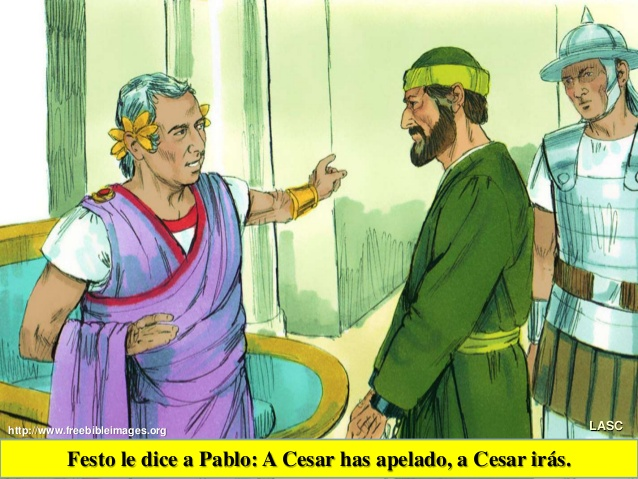 http://www.freebibleimages.org
LASC
Festo le dice a Pablo: A Cesar has apelado, a Cesar irás.